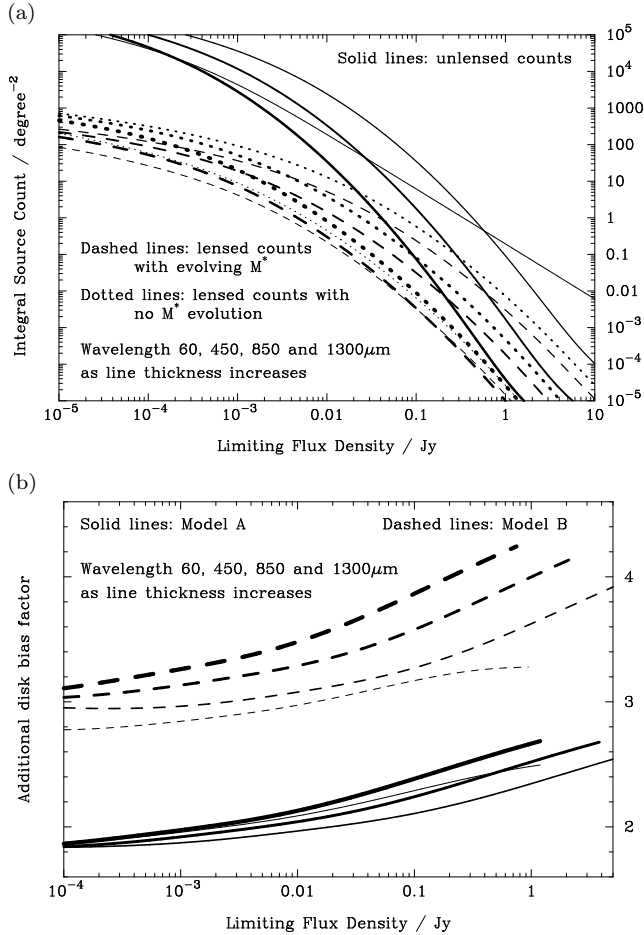 (a)
Solid lines: unlensed counts
Dashed lines: lensed counts
with evolving M*
Dotted lines: lensed counts with
no M* evolution
Wavelength 60, 450, 850 and 1300μm
as line thickness increases
Integral Source Count / degree⁻²
10⁵
10⁴
1000
100
10
1
0.1
0.01
10⁻³
10⁻⁴
10⁻⁵
10⁻⁵ 10⁻⁴ 10⁻³ 0.01 0.1 1 10
Limiting Flux Density / Jy
(b)
Solid lines: Model A Dashed lines: Model B
Wavelength 60, 450, 850 and 1300μm
as line thickness increases
Additional disk bias factor
4
3
2
10⁻⁴ 10⁻³ 0.01 0.1 1
Limiting Flux Density / Jy